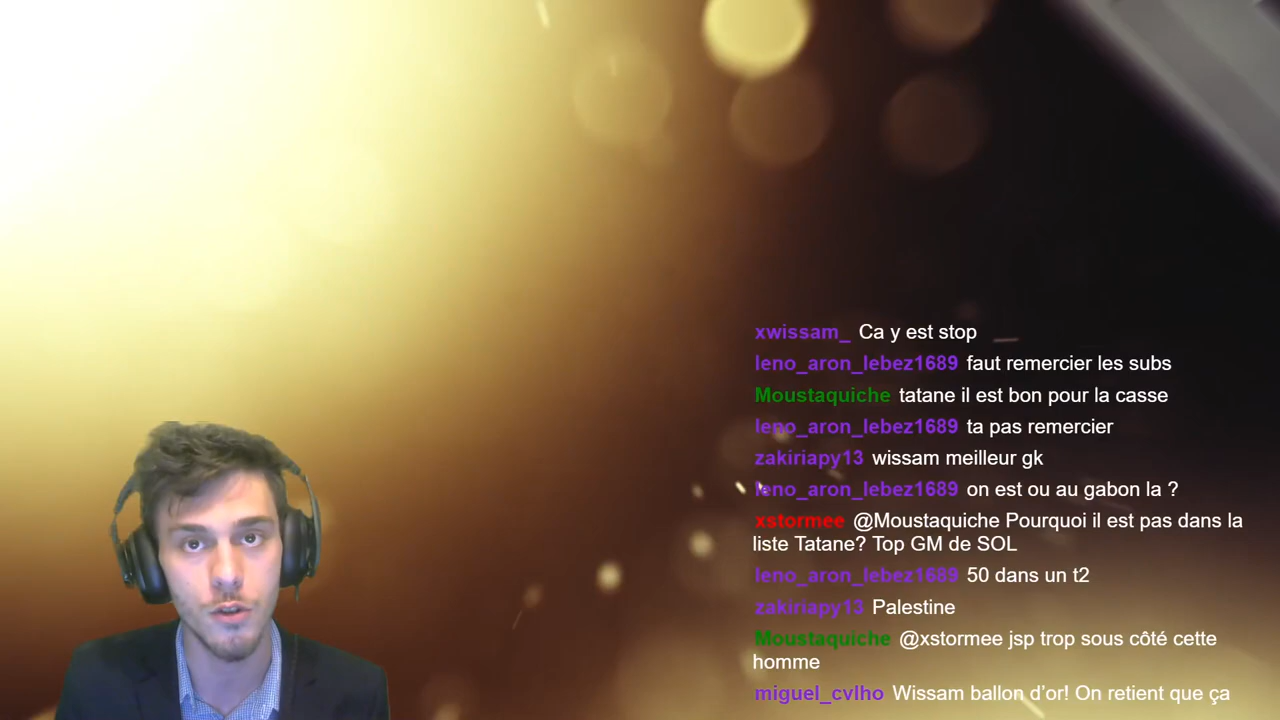 xwissam_ Ca y est stop
leno_aron_lebez1689 faut remercier les subs
Moustaquiche tatane il est bon pour la casse
leno_aron_lebez1689 ta pas remercier
zakiriapy13 wissam meilleur gk
leno_aron_lebez1689 on est ou au gabon la ?
xstormee @Moustaquiche Pourquoi il est pas dans la
liste Tatane? Top GM de SOL
leno_aron_lebez1689 50 dans un t2
zakiriapy13 Palestine
Moustaquiche @xstormee jsp trop sous côté cette
homme
miguel_cvlho Wissam ballon d'or! On retient que ça